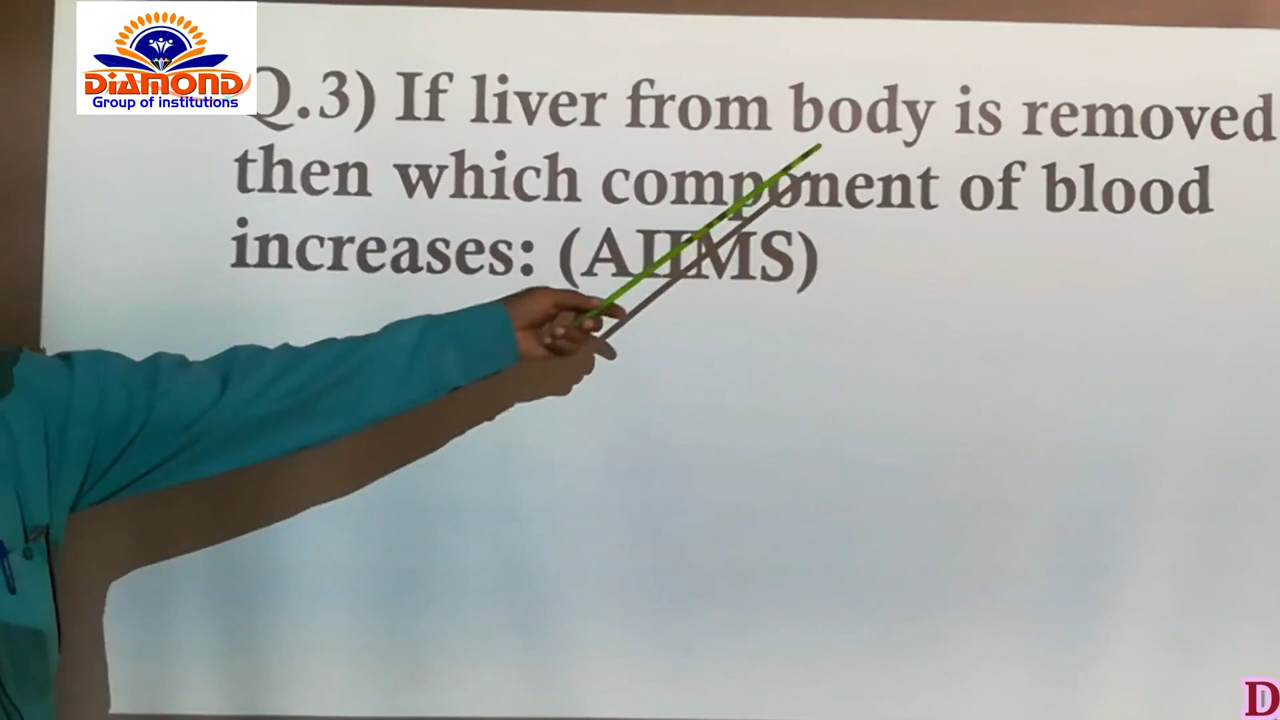 DIAMOND
Group of institutions
Q.3) If liver from body is removed
then which component of blood
increases: (AIIMS)
D